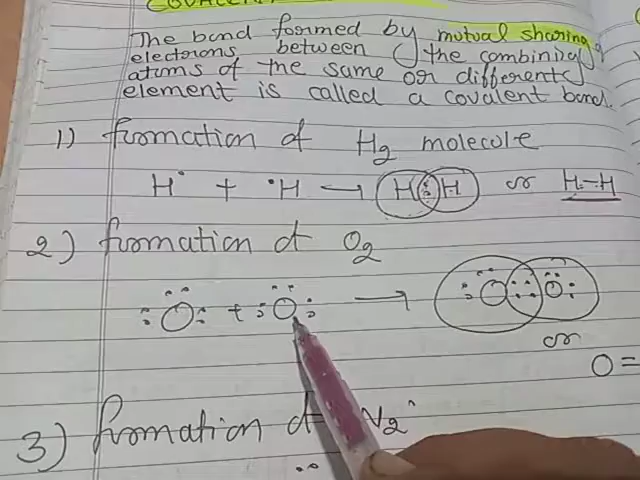 COVALEN
The bond formed by mutual sharing of
electrons between the combining
atoms of the same or different
element is called a covalent bond.
1) formation of H2 molecule
H· + ·H → H:H or H-H
2) formation of O2
:Ö: + :Ö: → :Ö::Ö:
or
O=
3) formation of N2